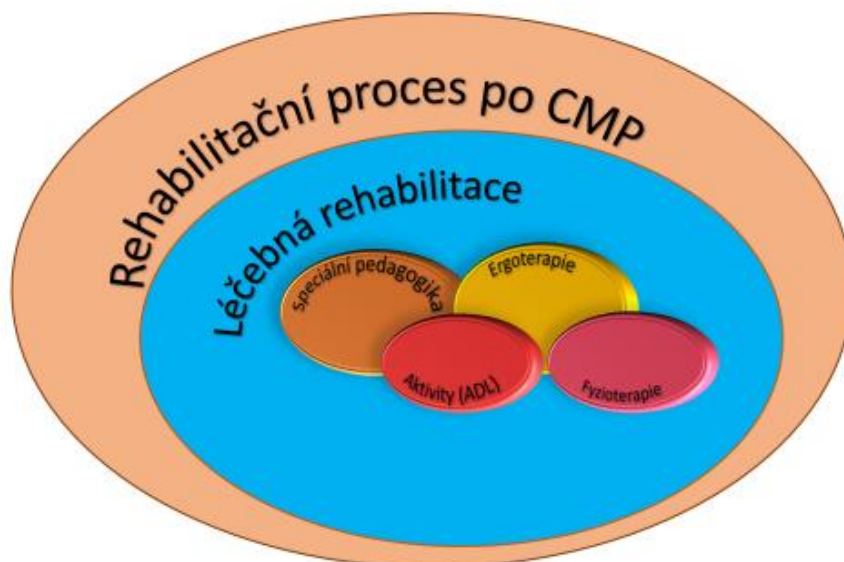 Rehabilitační proces po CMP
Léčebná rehabilitace
speciální pedagogika
Ergoterapie
Aktivity (ADL)
Fyzioterapie